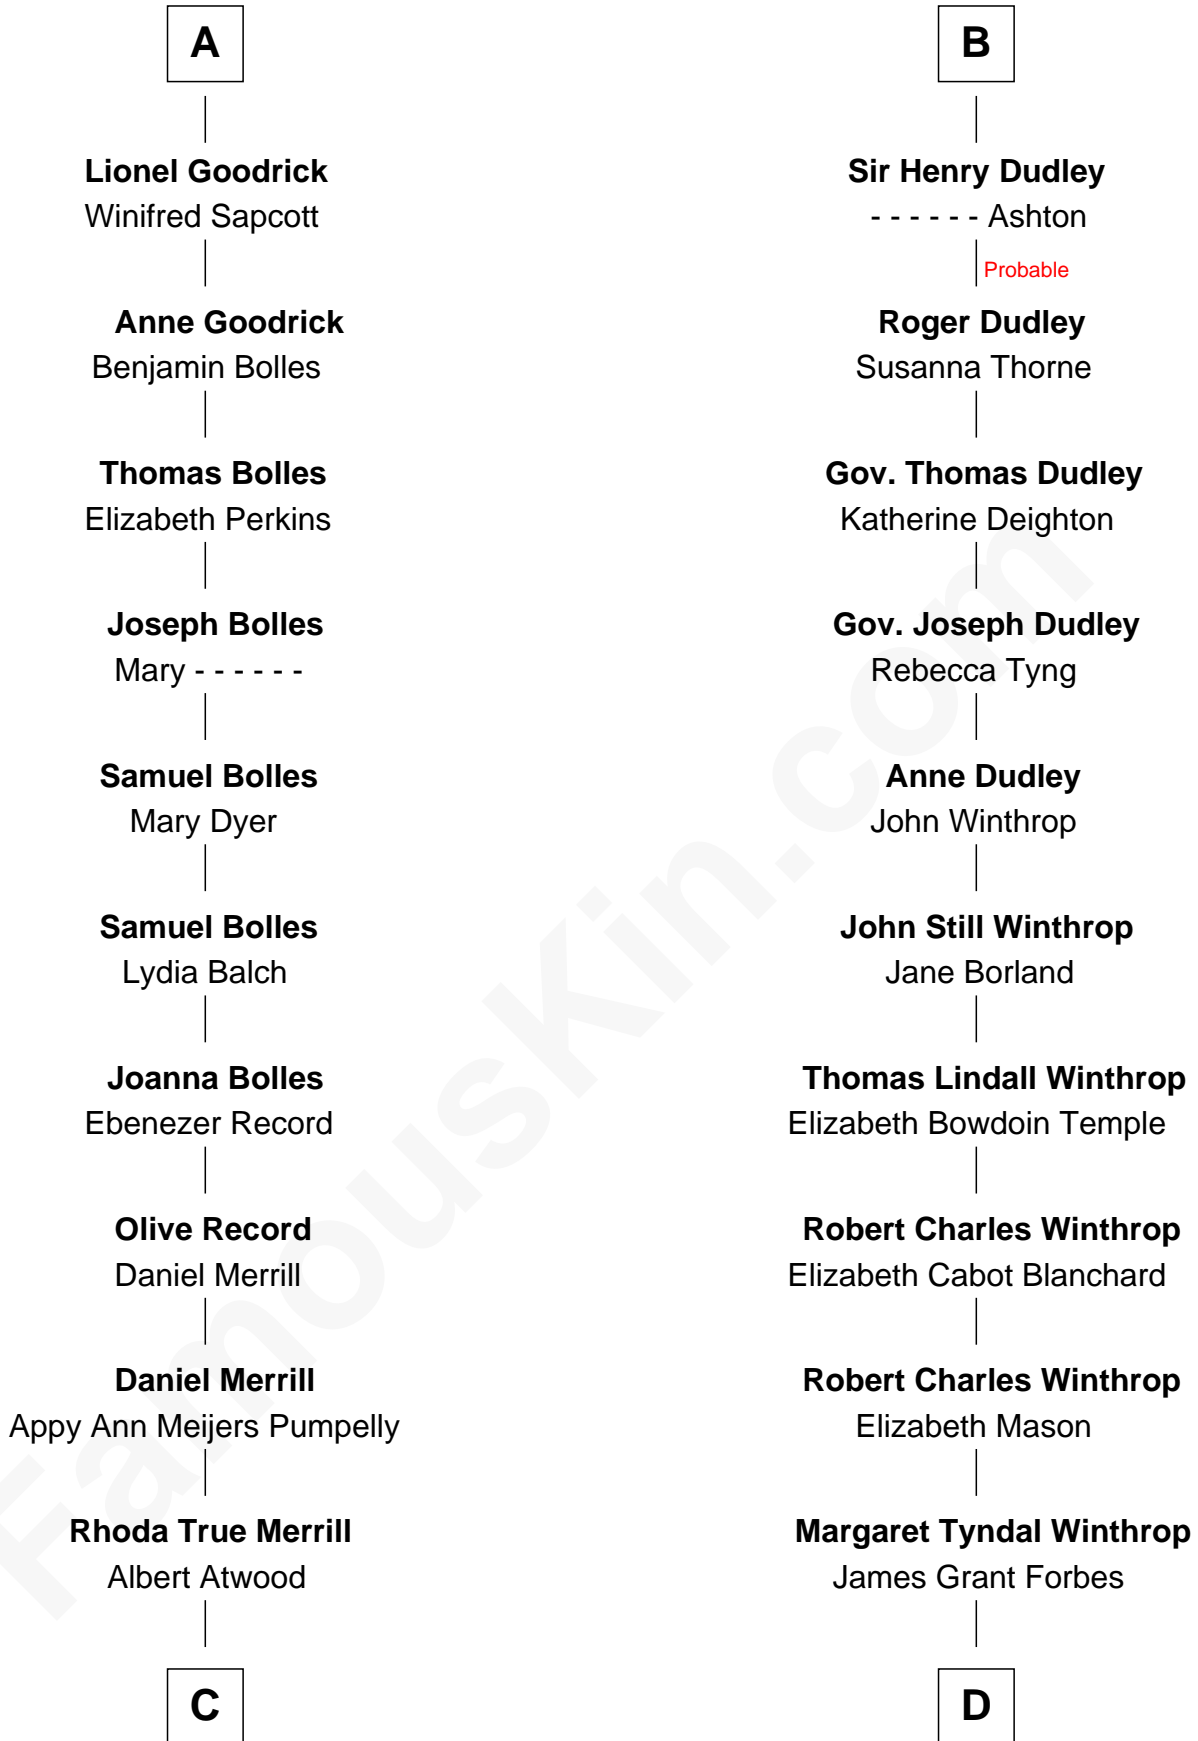 A
Lionel Goodrick
Winifred Sapcott
Anne Goodrick
Benjamin Bolles
Thomas Bolles
Elizabeth Perkins
Joseph Bolles
Mary - - - - - -
Samuel Bolles
Mary Dyer
Samuel Bolles
Lydia Balch
Joanna Bolles
Ebenezer Record
Olive Record
Daniel Merrill
Daniel Merrill
Appy Ann Meijers Pumpelly
Rhoda True Merrill
Albert Atwood
C
B
Sir Henry Dudley
- - - - - - Ashton
Probable
Roger Dudley
Susanna Thorne
Gov. Thomas Dudley
Katherine Deighton
Gov. Joseph Dudley
Rebecca Tyng
Anne Dudley
John Winthrop
John Still Winthrop
Jane Borland
Thomas Lindall Winthrop
Elizabeth Bowdoin Temple
Robert Charles Winthrop
Elizabeth Cabot Blanchard
Robert Charles Winthrop
Elizabeth Mason
Margaret Tyndal Winthrop
James Grant Forbes
D
FamousKin.com